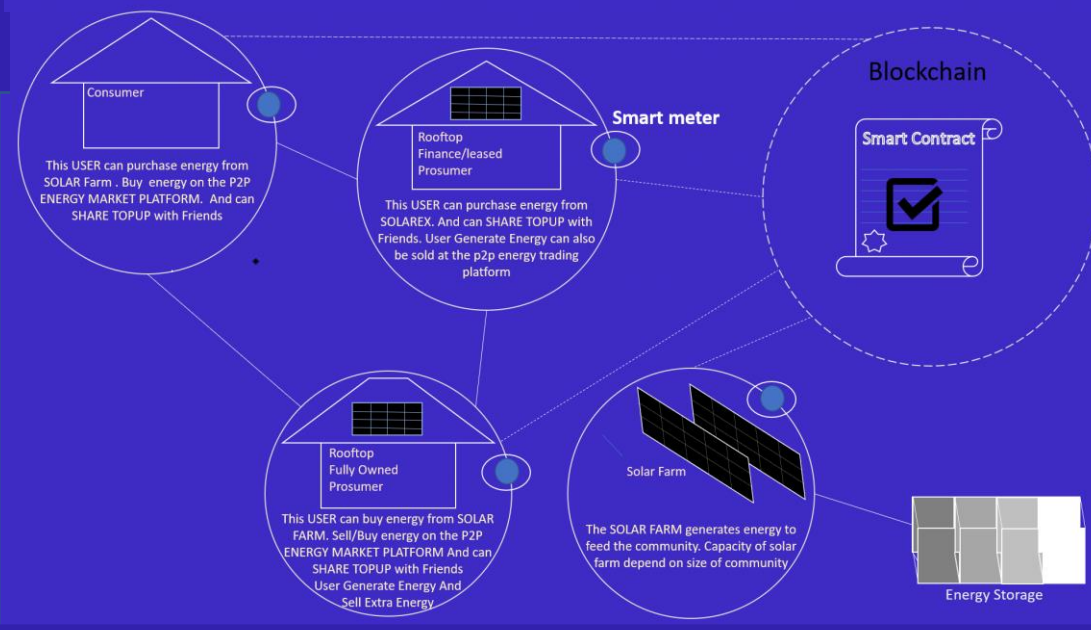 Consumer
This USER can purchase energy from
SOLAR Farm . Buy  energy on the P2P
ENERGY MARKET PLATFORM.  And can
SHARE TOPUP with Friends
Rooftop
Finance/leased
Prosumer
This USER can purchase energy from
SOLAREX. And can SHARE TOPUP with
Friends. User Generate Energy can also
be sold at the p2p energy trading
platform
Smart meter
Blockchain
Smart Contract
Rooftop
Fully Owned
Prosumer
This USER can buy energy from SOLAR
FARM. Sell/Buy energy on the P2P
ENERGY MARKET PLATFORM And can
SHARE TOPUP with Friends
User Generate Energy And
Sell Extra Energy
Solar Farm
The SOLAR FARM generates energy to
feed the community. Capacity of solar
farm depend on size of community
Energy Storage